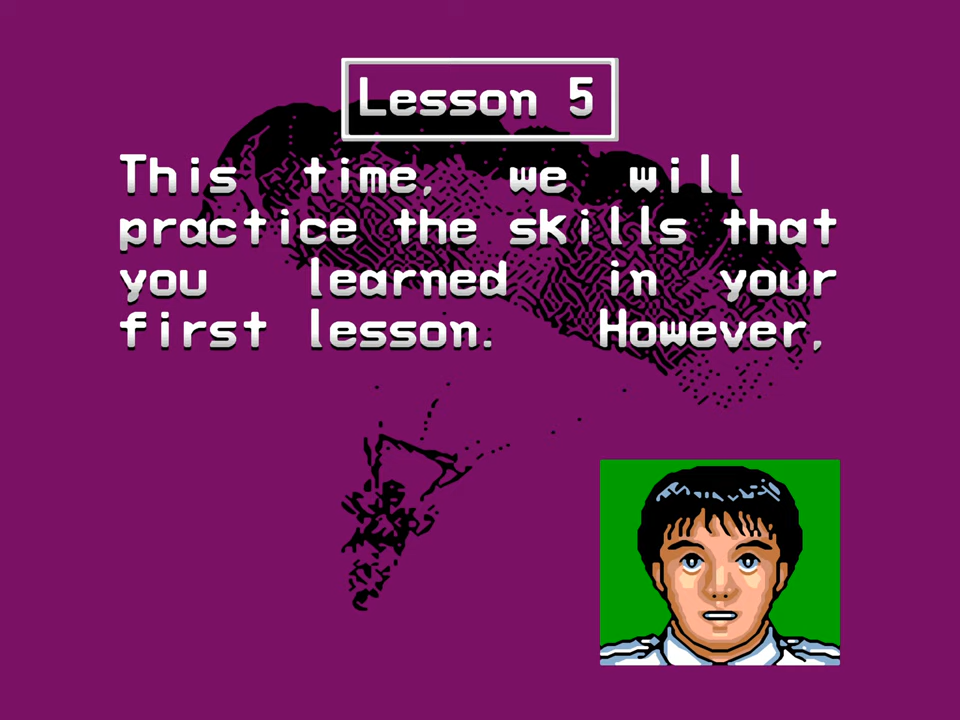 Lesson 5
This time, we will
practice the skills that
you learned in your
first lesson. However,